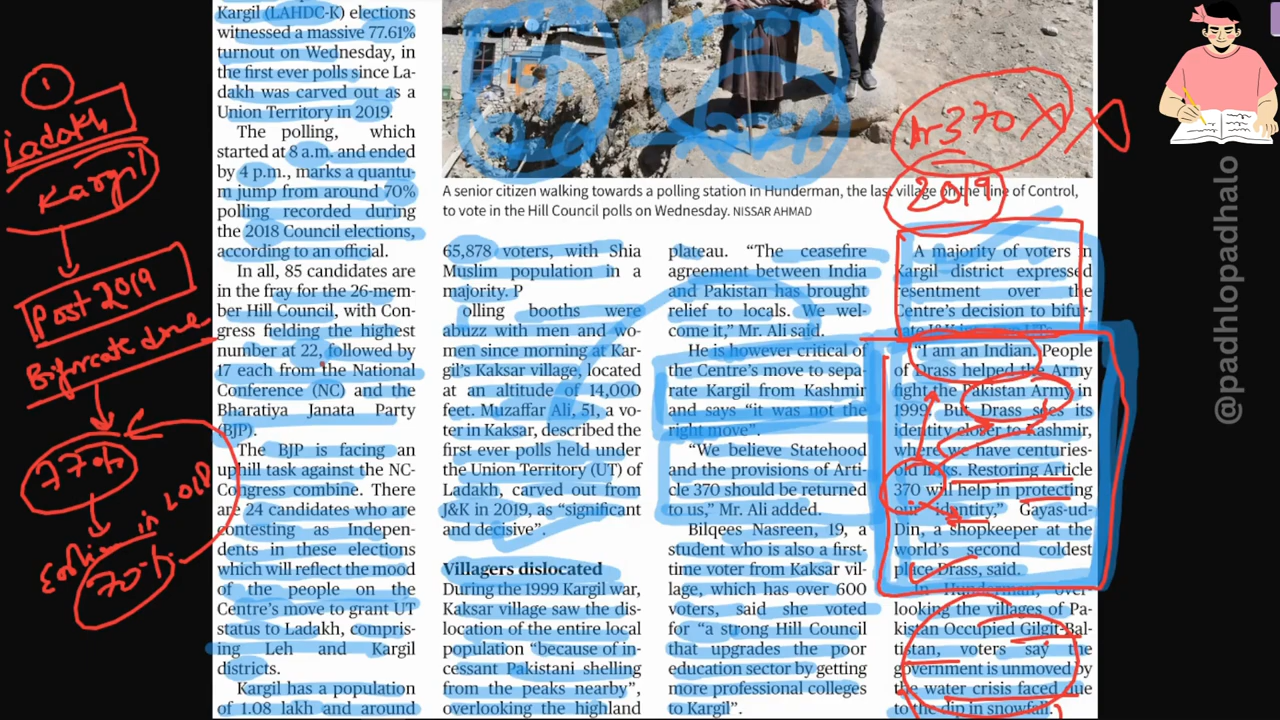 ①
Ladakh
Kargil
Post 2019
Bifurcate done
77%
Earlier in 2018
70%
Kargil (LAHDC-K) elections
witnessed a massive 77.61%
turnout on Wednesday, in
the first ever polls since La-
dakh was carved out as a
Union Territory in 2019.
The polling, which
started at 8 a.m. and ended
by 4 p.m., marks a quantu-
m jump from around 70%
polling recorded during
the 2018 Council elections,
according to an official.
In all, 85 candidates are
in the fray for the 26-mem-
ber Hill Council, with Con-
gress fielding the highest
number at 22, followed by
17 each from the National
Conference (NC) and the
Bharatiya Janata Party
(BJP).
The BJP is facing an
uphill task against the NC-
Congress combine. There
are 24 candidates who are
contesting as Indepen-
dents in these elections
which will reflect the mood
of the people on the
Centre's move to grant UT
status to Ladakh, compris-
ing Leh and Kargil
districts.
Kargil has a population
of 1.08 lakh and around
A senior citizen walking towards a polling station in Hunderman, the last village on the Line of Control,
to vote in the Hill Council polls on Wednesday. NISSAR AHMAD
65,878 voters, with Shia
Muslim population in a
majority. P
olling booths were
abuzz with men and wo-
men since morning at Kar-
gil's Kaksar village, located
at an altitude of 14,000
feet. Muzaffar Ali, 51, a vo-
ter in Kaksar, described the
first ever polls held under
the Union Territory (UT) of
Ladakh, carved out from
J&K in 2019, as "significant
and decisive".
Villagers dislocated
During the 1999 Kargil war,
Kaksar village saw the dis-
location of the entire local
population "because of in-
cessant Pakistani shelling
from the peaks nearby",
overlooking the highland
plateau. "The ceasefire
agreement between India
and Pakistan has brought
relief to locals. We wel-
come it," Mr. Ali said.
He is however critical of
the Centre's move to sepa-
rate Kargil from Kashmir
and says "it was not the
right move".
"We believe Statehood
and the provisions of Arti-
cle 370 should be returned
to us," Mr. Ali added.
Bilqees Nasreen, 19, a
student who is also a first-
time voter from Kaksar vil-
lage, which has over 600
voters, said she voted
for "a strong Hill Council
that upgrades the poor
education sector by getting
more professional colleges
to Kargil".
Ar 370
2019
A majority of voters in
Kargil district expressed
resentment over the
Centre's decision to bifur-
cate J&K into two UTs.
"I am an Indian. People
of Drass helped the Army
fight the Pakistan Army in
1999. But Drass sees its
identity closer to Kashmir,
where we have centuries-
old links. Restoring Article
370 will help in protecting
our identity," Gayas-ud-
Din, a shopkeeper at the
world's second coldest
place Drass, said.
In Hunderman, over-
looking the villages of Pa-
kistan Occupied Gilgit-Bal-
tistan, voters say the
government is unmoved by
the water crisis faced due
to the dip in snowfall.
@padhlopadhalo